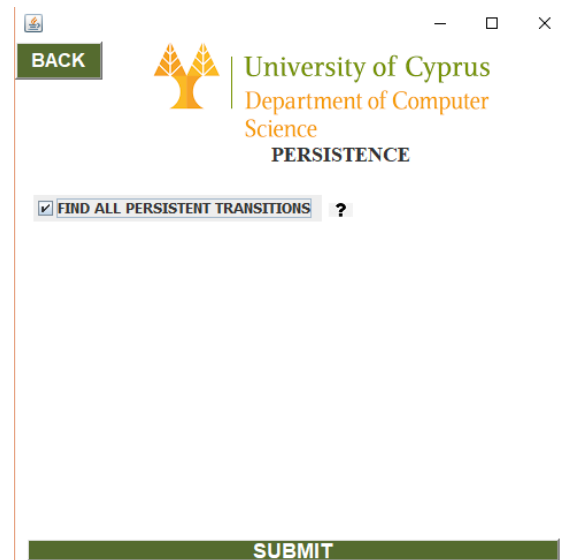 BACK
University of Cyprus
Department of Computer
Science
PERSISTENCE
FIND ALL PERSISTENT TRANSITIONS ?
SUBMIT